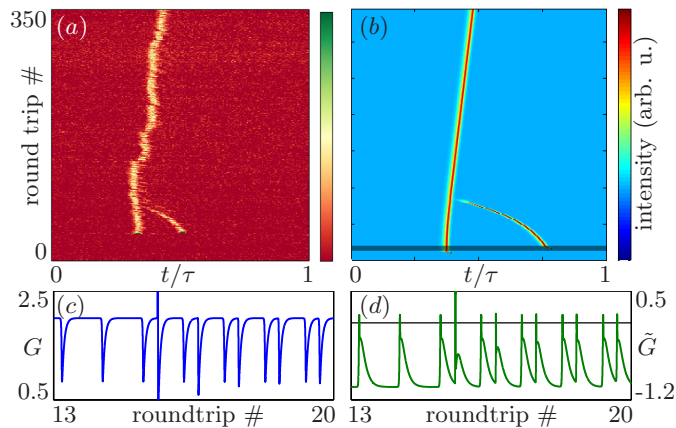 350
(a)
(b)
round trip #
intensity (arb. u.)
0
0
t/τ
1
0
t/τ
1
2.5
(c)
(d)
0.5
G
G̃
0.5
-1.2
13
roundtrip #
20
13
roundtrip #
20